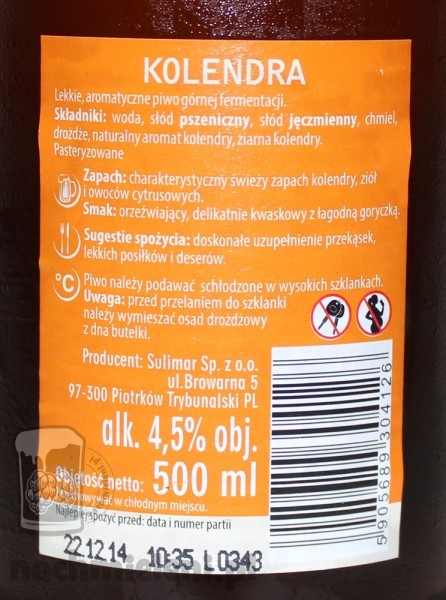 KOLENDRA
Lekkie, aromatyczne piwo górnej fermentacji.
Składniki: woda, słód pszeniczny, słód jęczmienny, chmiel,
drożdże, naturalny aromat kolendry, ziarna kolendry.
Pasteryzowane
Zapach: charakterystyczny świeży zapach kolendry, ziół
i owoców cytrusowych.
Smak: orzeźwiający, delikatnie kwaskowy z łagodną goryczką.
Sugestie spożycia: doskonałe uzupełnienie przekąsek,
lekkich posiłków i deserów.
°C
Piwo należy podawać schłodzone w wysokich szklankach.
Uwaga: przed przelaniem do szklanki
należy wymieszać osad drożdżowy
z dna butelki.
Producent: Sulimar Sp. z o.o.
ul.Browarna 5
97-300 Piotrków Trybunalski PL
alk. 4,5% obj.
Objętość netto: 500 ml
Przechowywać w chłodnym miejscu.
Najlepiej spożyć przed: data i numer partii
22.12.14 10:35 L0343
5905689304126